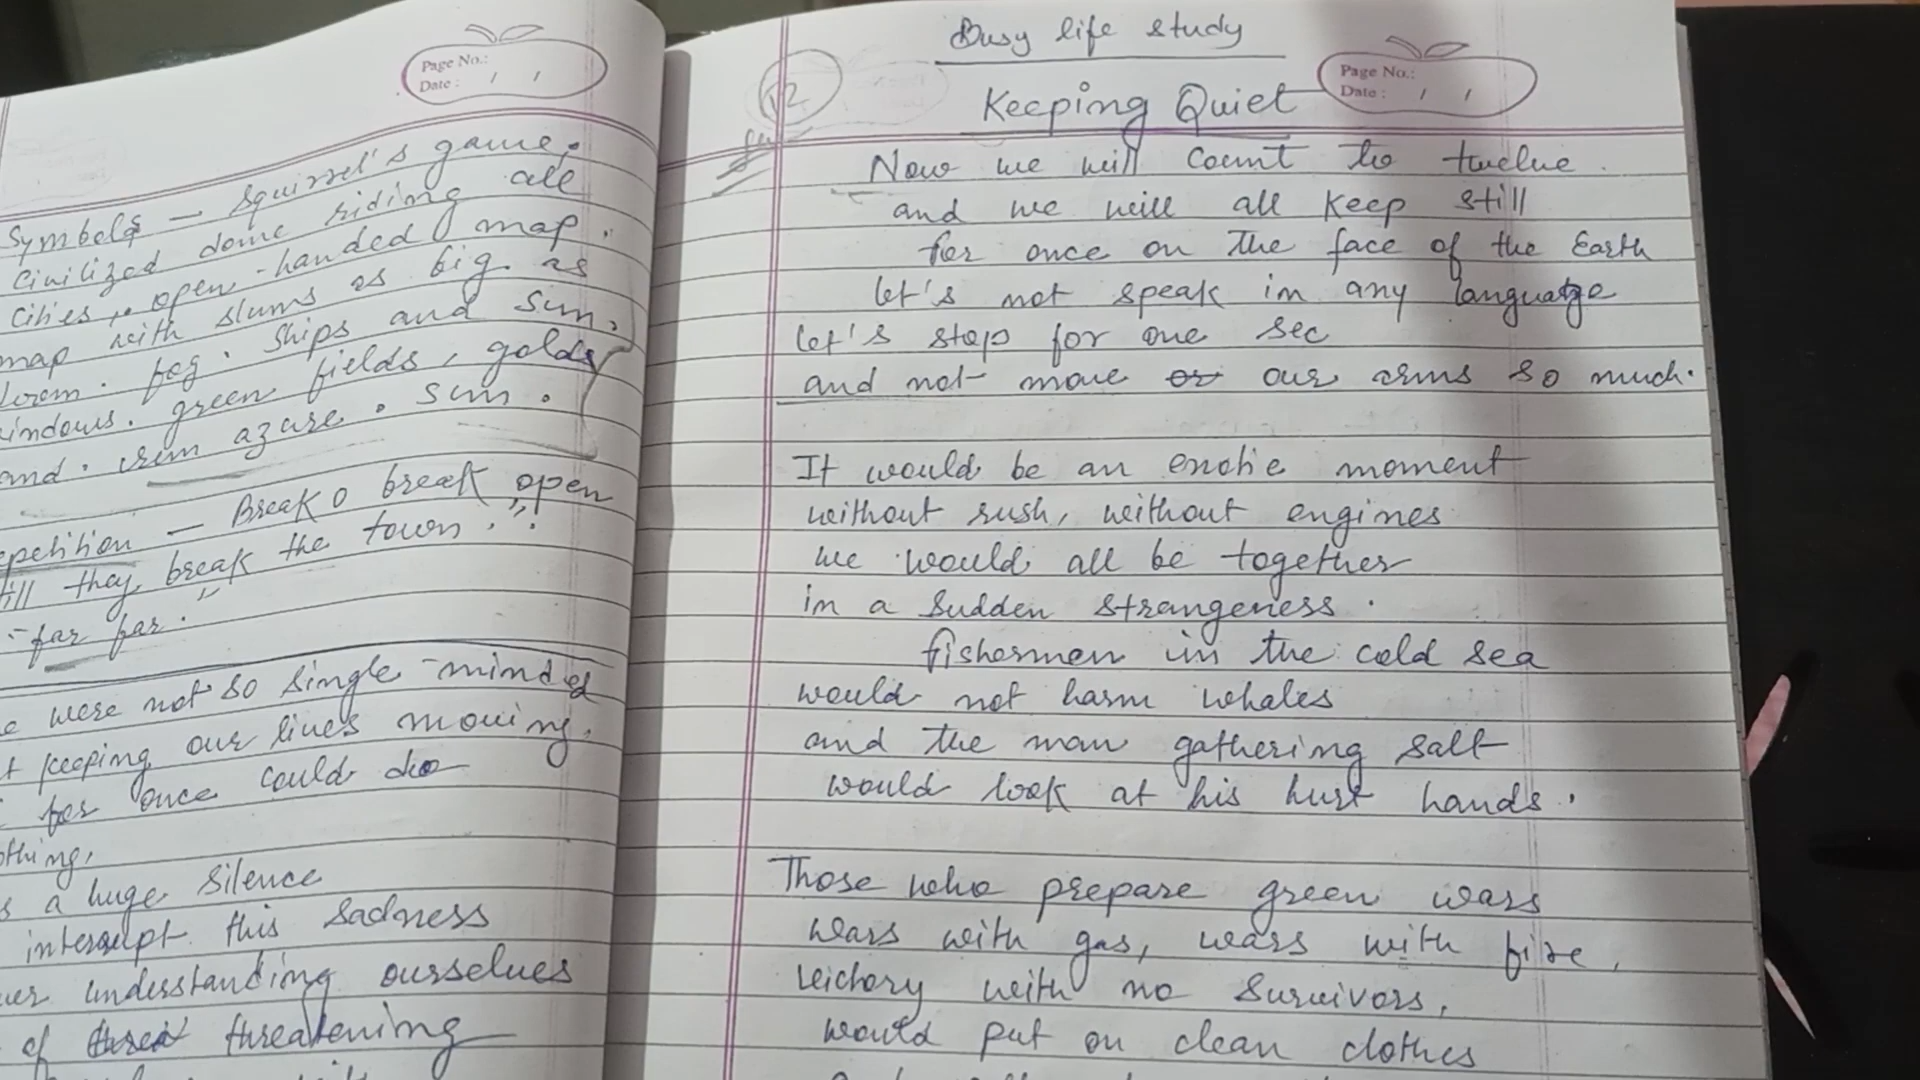 Page No.:
Date : / /
Symbols - Squirrel's game.
Civilized dome riding all
Cities, open-handed map.
map with slums as big as
fog. Ships and sun.
windows. green fields, gold
and. azare. Sun.
epetition - Break o break open
till they break the town".
- far far.
e were not so single-minded
t keeping our lives moving.
for once could do
othing,
s a huge silence
interrupt this sadness
understanding ourselves
of threat threatening
Busy life study
12
Keeping Quiet
Page No.:
Date : / /
Now we will count to twelve
and we will all keep still
for once on the face of the Earth
let's not speak in any language
let's stop for one sec
and not move or our arms so much.
It would be an exotic moment
without rush, without engines
we would all be together
in a sudden strangeness.
fishermen in the cold sea
would not harm whales
and the man gathering salt
would look at his hurt hands.
Those who prepare green wars
wars with gas, wars with fire,
victory with no survivors,
would put on clean clothes